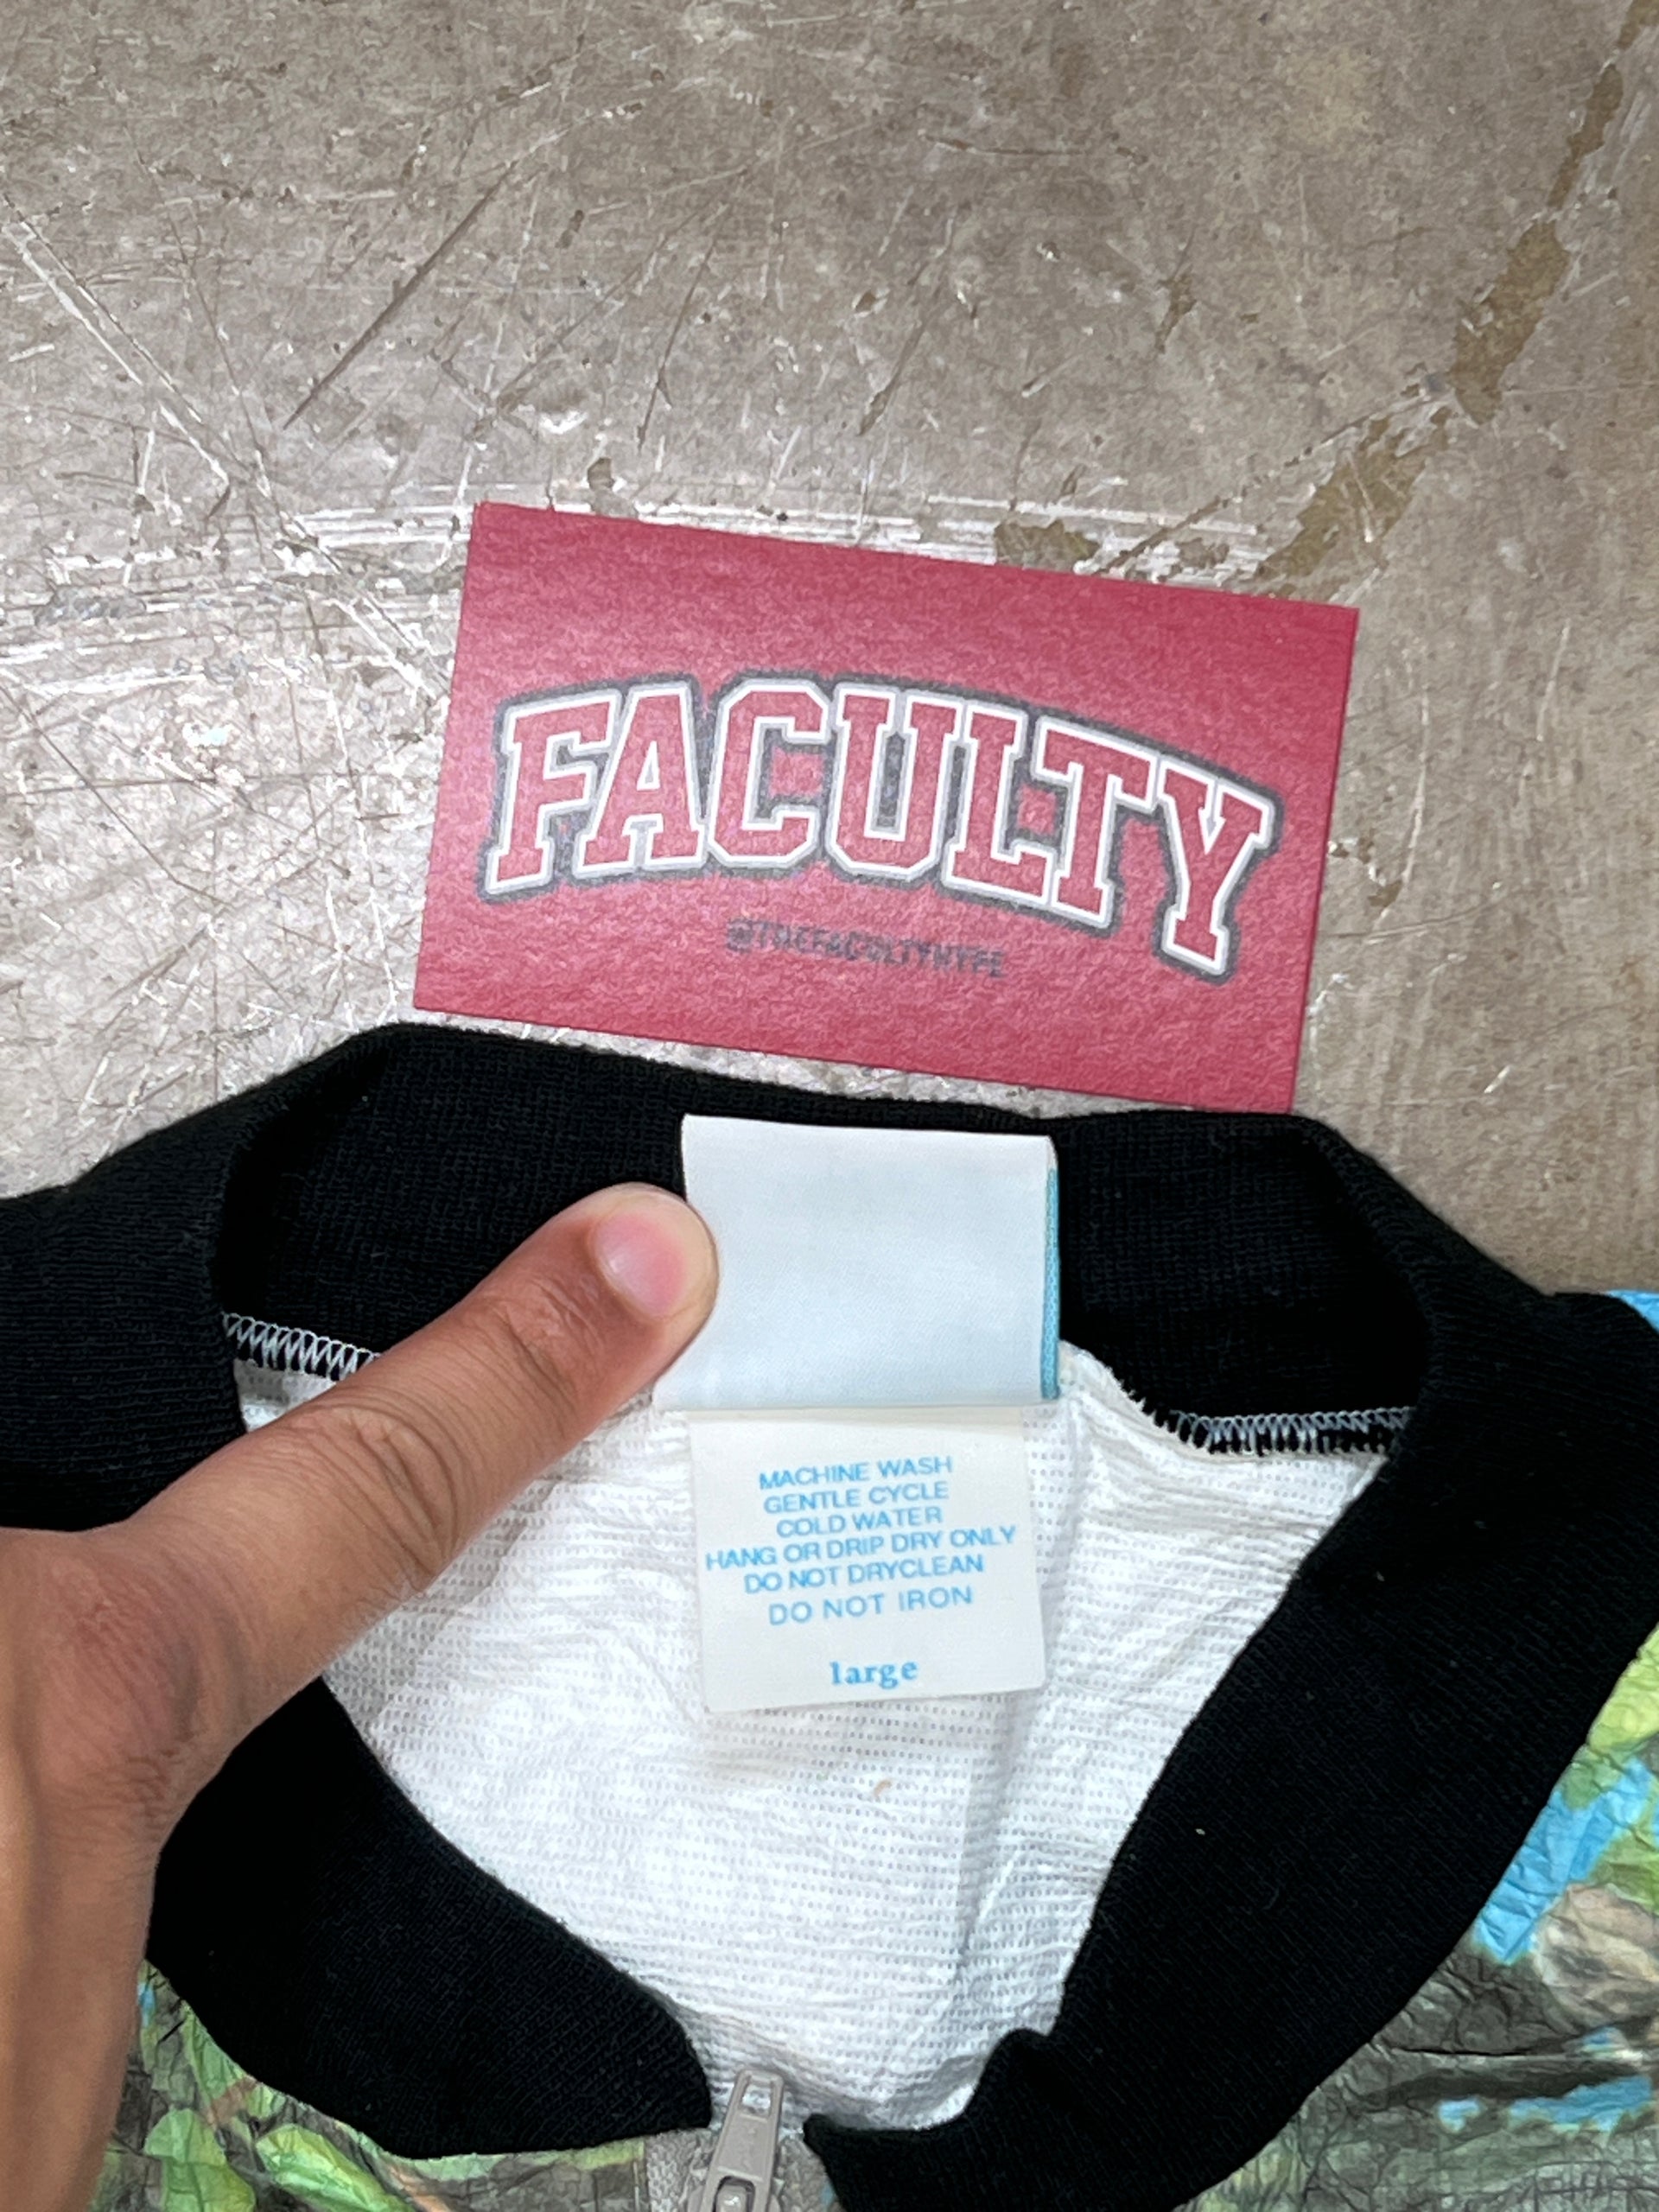 FACULTY
@THEFACULTYHYPE
MACHINE WASH
GENTLE CYCLE
COLD WATER
HANG OR DRIP DRY ONLY
DO NOT DRYCLEAN
DO NOT IRON
large